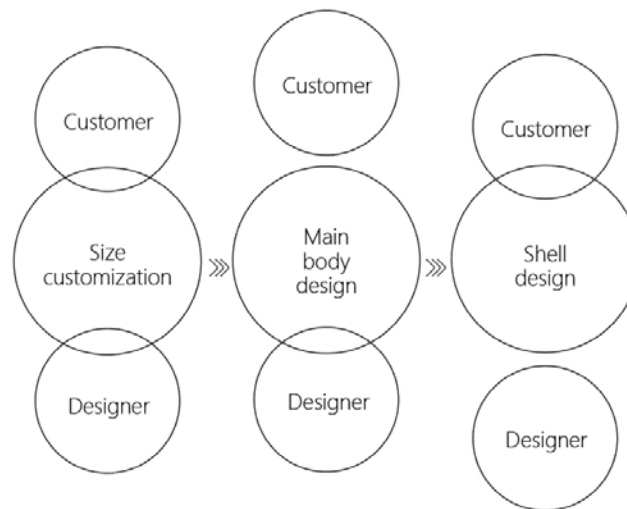 Customer
Size
customization
Designer
Customer
Main
body
design
Designer
Customer
Shell
design
Designer